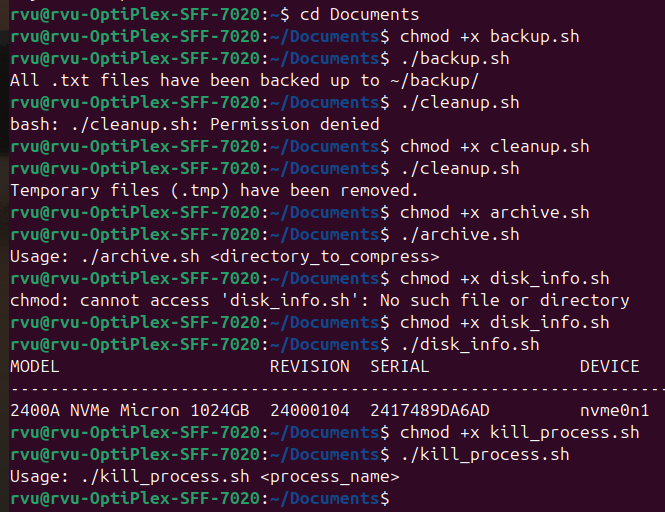 rvu@rvu-OptiPlex-SFF-7020:~$ cd Documents
rvu@rvu-OptiPlex-SFF-7020:~/Documents$ chmod +x backup.sh
rvu@rvu-OptiPlex-SFF-7020:~/Documents$ ./backup.sh
All .txt files have been backed up to ~/backup/
rvu@rvu-OptiPlex-SFF-7020:~/Documents$ ./cleanup.sh
bash: ./cleanup.sh: Permission denied
rvu@rvu-OptiPlex-SFF-7020:~/Documents$ chmod +x cleanup.sh
rvu@rvu-OptiPlex-SFF-7020:~/Documents$ ./cleanup.sh
Temporary files (.tmp) have been removed.
rvu@rvu-OptiPlex-SFF-7020:~/Documents$ chmod +x archive.sh
rvu@rvu-OptiPlex-SFF-7020:~/Documents$ ./archive.sh
Usage: ./archive.sh <directory_to_compress>
rvu@rvu-OptiPlex-SFF-7020:~/Documents$ chmod +x disk_info.sh
chmod: cannot access 'disk_info.sh': No such file or directory
rvu@rvu-OptiPlex-SFF-7020:~/Documents$ chmod +x disk_info.sh
rvu@rvu-OptiPlex-SFF-7020:~/Documents$ ./disk_info.sh
MODEL                     REVISION  SERIAL               DEVICE
------------------------------------------------------------------
2400A NVMe Micron 1024GB  24000104  2417489DA6AD         nvme0n1
rvu@rvu-OptiPlex-SFF-7020:~/Documents$ chmod +x kill_process.sh
rvu@rvu-OptiPlex-SFF-7020:~/Documents$ ./kill_process.sh
Usage: ./kill_process.sh <process_name>
rvu@rvu-OptiPlex-SFF-7020:~/Documents$